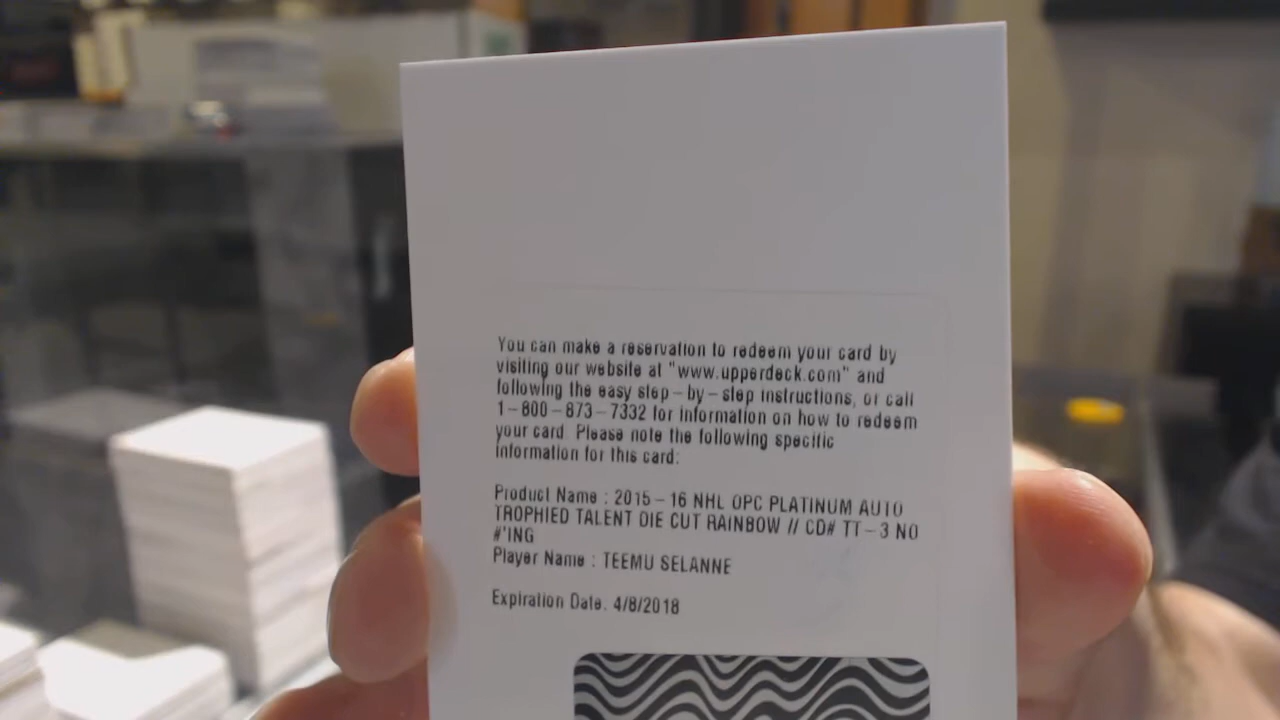 You can make a reservation to redeem your card by
visiting our website at "www.upperdeck.com" and
following the easy step-by-step instructions, or call
1-800-873-7332 for information on how to redeem
your card. Please note the following specific
information for this card:
Product Name : 2015-16 NHL OPC PLATINUM AUTO
TROPHIED TALENT DIE CUT RAINBOW // CD# TT-3 NO
#'ING
Player Name : TEEMU SELANNE
Expiration Date: 4/8/2018